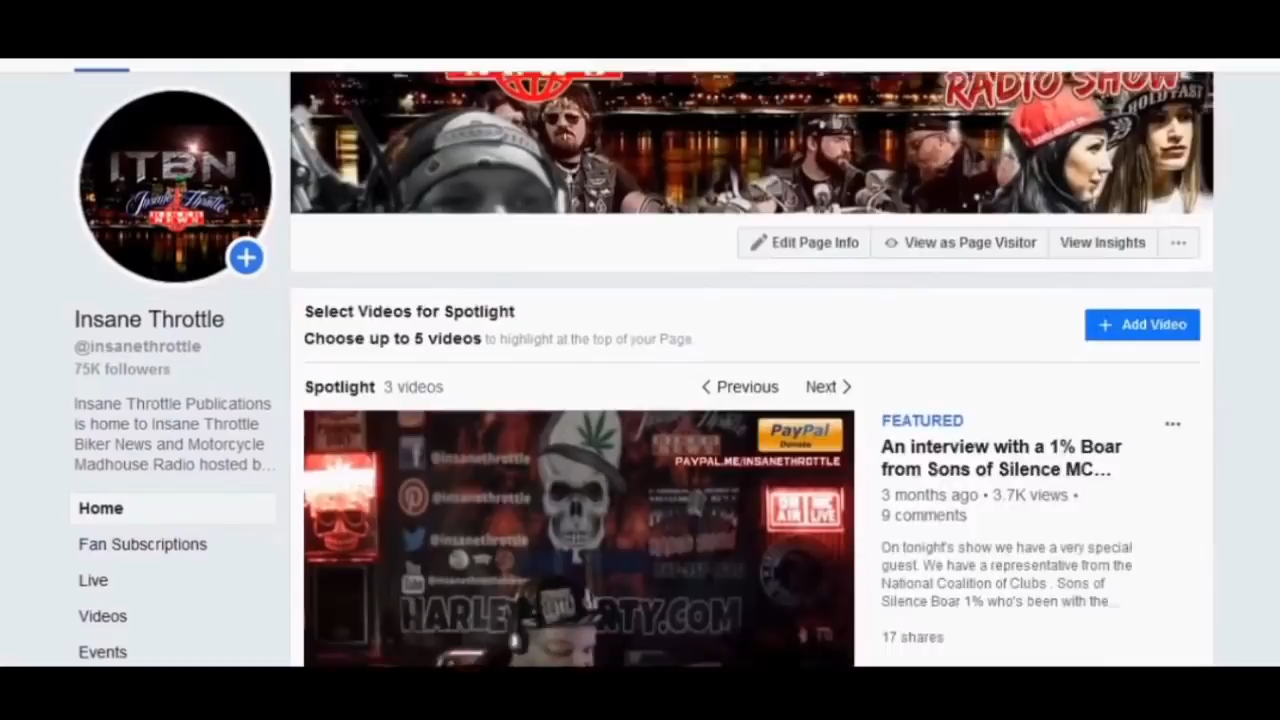 RADIO SHOW
HOLDFAST
ITBN
Insane Throttle
NEWS
Edit Page Info
View as Page Visitor
View Insights
Insane Throttle
@insanethrottle
75K followers
Insane Throttle Publications
is home to Insane Throttle
Biker News and Motorcycle
Madhouse Radio hosted b...
Home
Fan Subscriptions
Live
Videos
Events
Select Videos for Spotlight
Choose up to 5 videos to highlight at the top of your Page.
+ Add Video
Spotlight 3 videos
Previous
Next
PayPal
Donate
PAYPAL.ME/INSANETHROTTLE
@insanethrottle
@insanethrottle
@insanethrottle
ON AIR
LIVE
FEATURED
An interview with a 1% Boar
from Sons of Silence MC...
3 months ago • 3.7K views •
9 comments
On tonight's show we have a very special
guest. We have a representative from the
National Coalition of Clubs . Sons of
Silence Boar 1% who's been with the...
17 shares